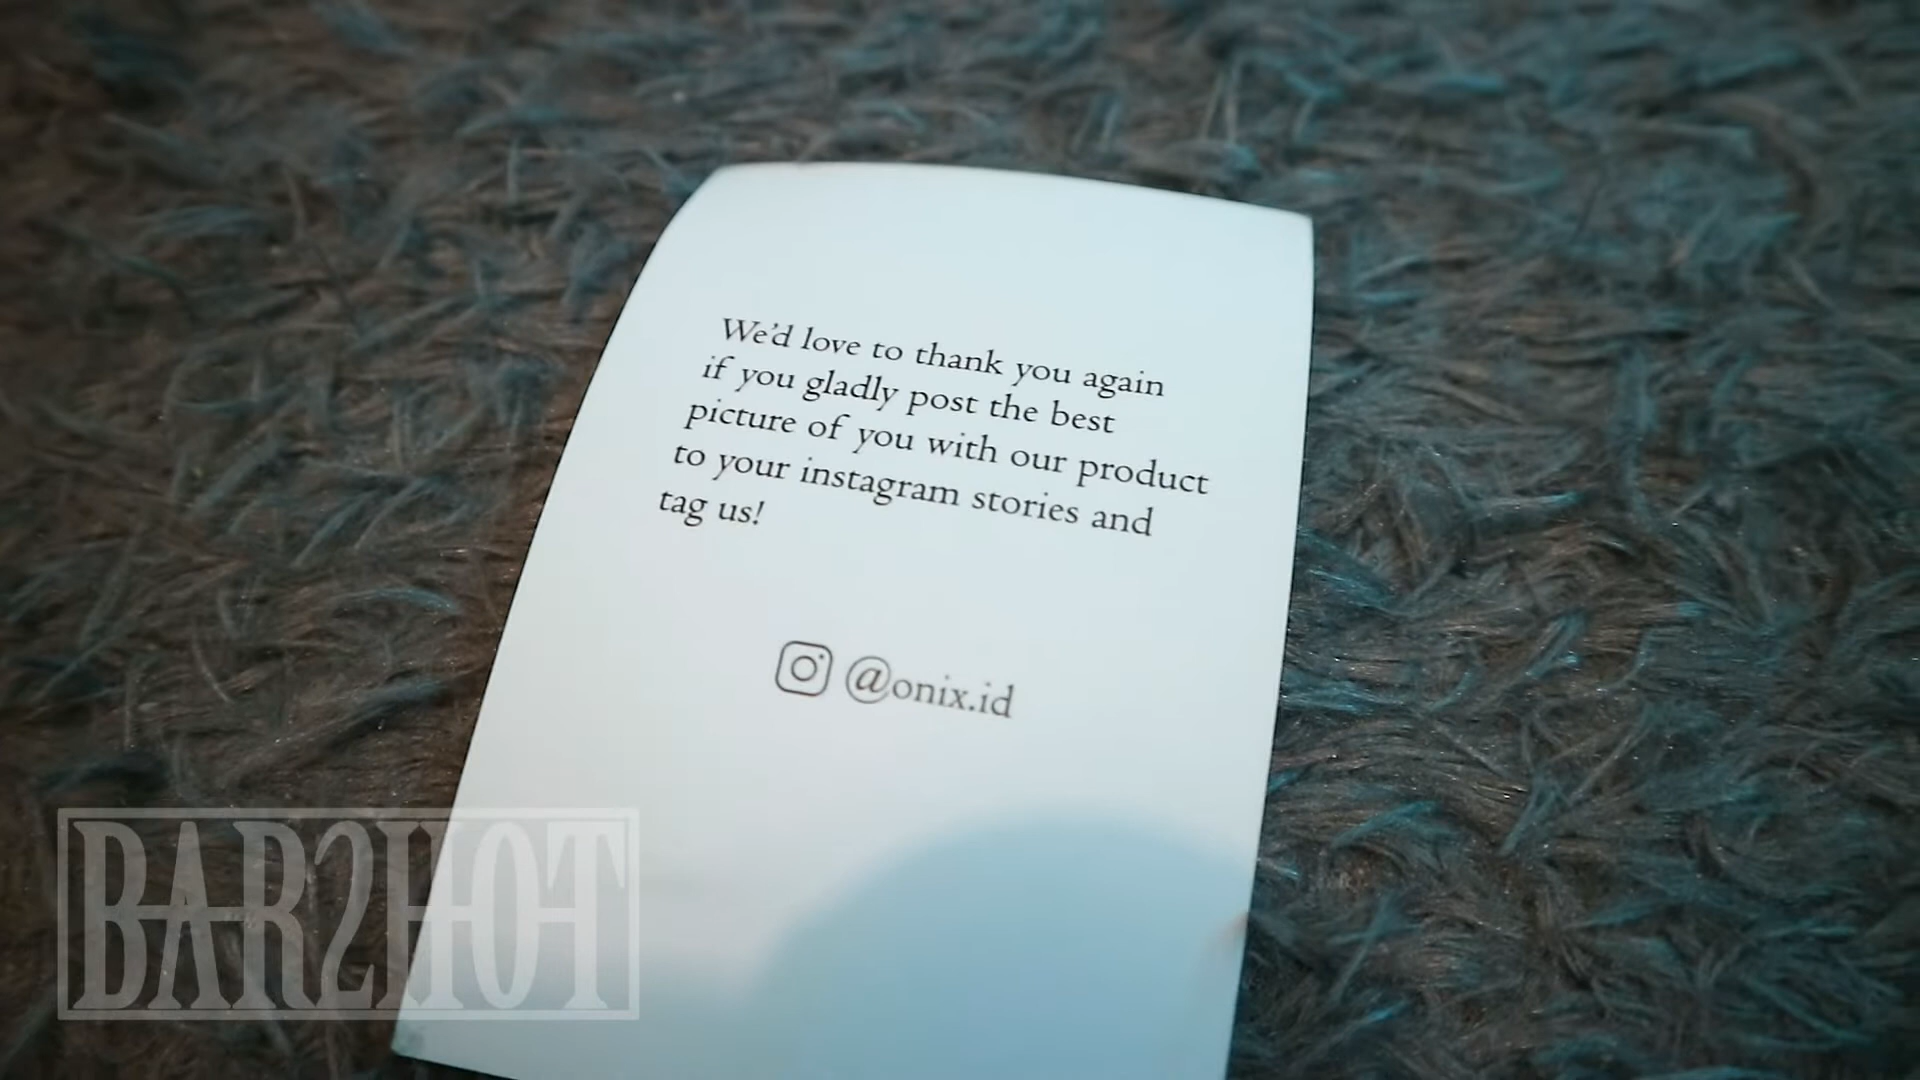 We'd love to thank you again
if you gladly post the best
picture of you with our product
to your instagram stories and
tag us!
@onix.id
BARSHOT